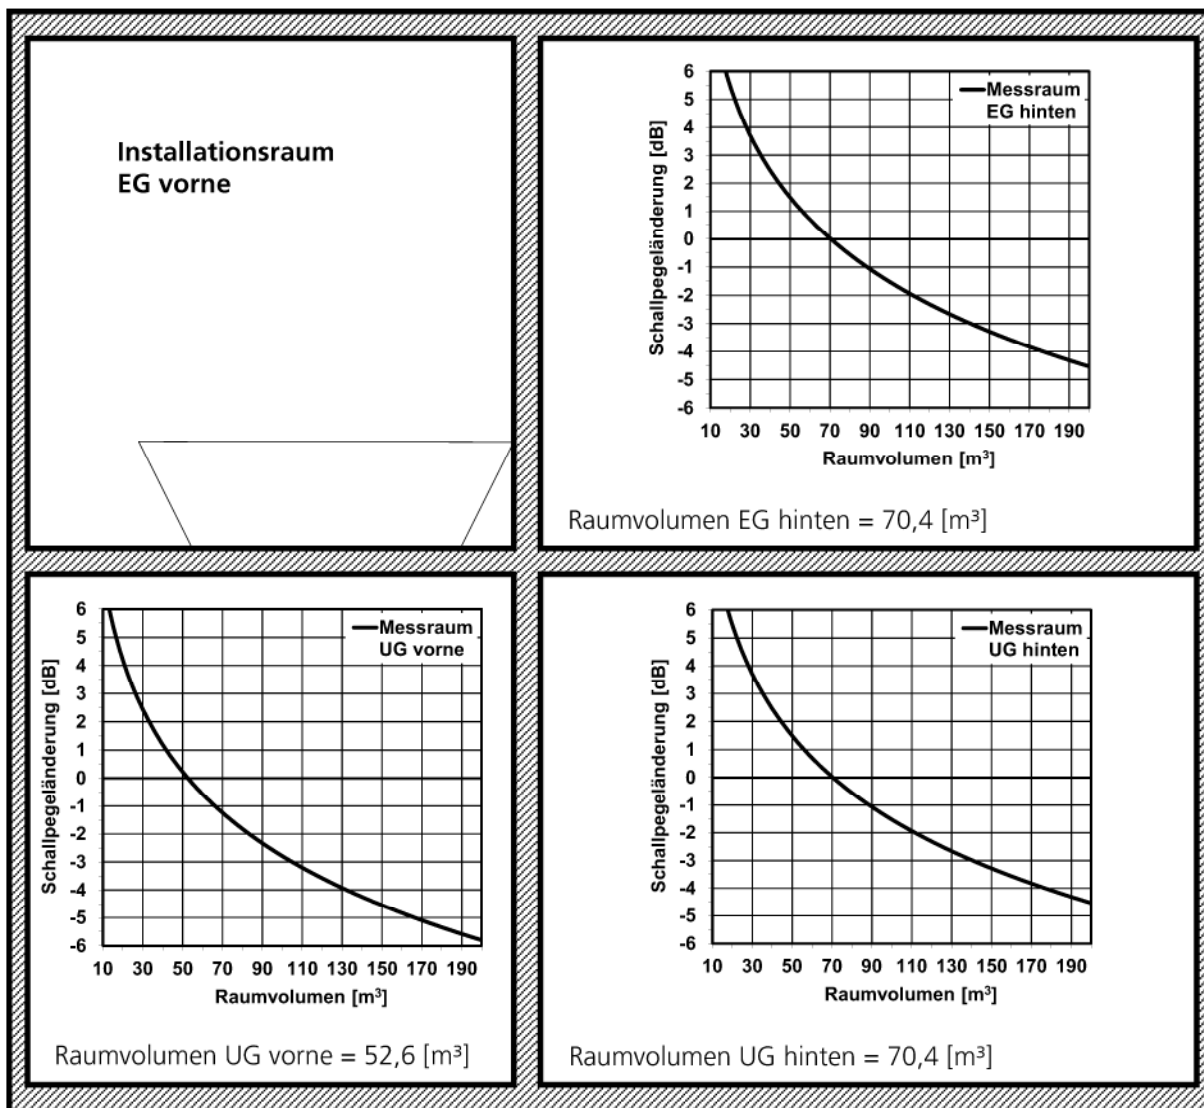 Installationsraum
EG vorne
Schallpegeländerung [dB]
6
5
4
3
2
1
0
-1
-2
-3
-4
-5
-6
Messraum
EG hinten
10 30 50 70 90 110 130 150 170 190
Raumvolumen [m³]
Raumvolumen EG hinten = 70,4 [m³]
Schallpegeländerung [dB]
6
5
4
3
2
1
0
-1
-2
-3
-4
-5
-6
Messraum
UG vorne
10 30 50 70 90 110 130 150 170 190
Raumvolumen [m³]
Raumvolumen UG vorne = 52,6 [m³]
Schallpegeländerung [dB]
6
5
4
3
2
1
0
-1
-2
-3
-4
-5
-6
Messraum
UG hinten
10 30 50 70 90 110 130 150 170 190
Raumvolumen [m³]
Raumvolumen UG hinten = 70,4 [m³]